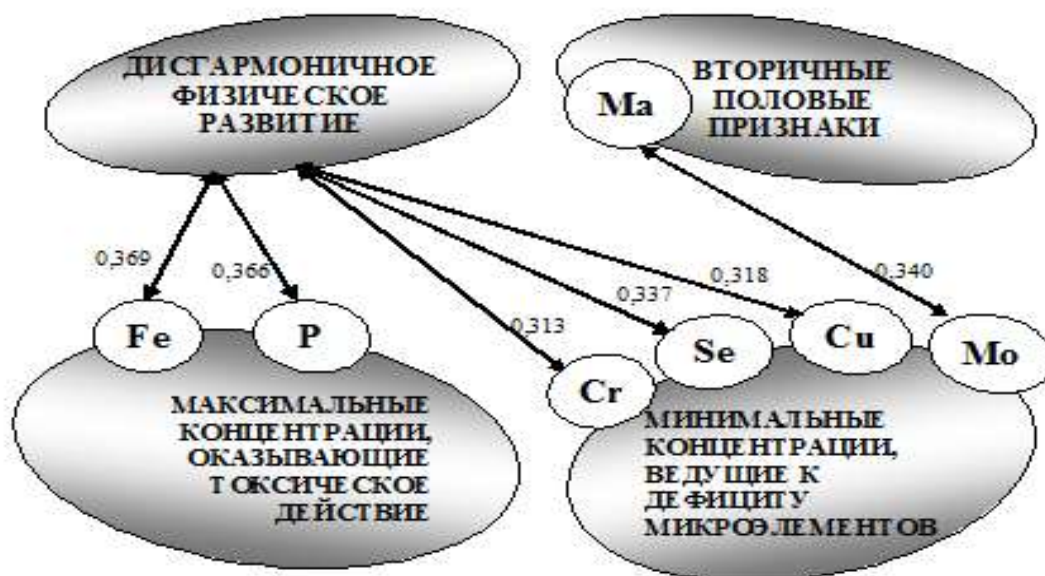 ДИСГАРМОНИЧНОЕ
ФИЗИЧЕСКОЕ
РАЗВИТИЕ
Ma
ВТОРИЧНЫЕ
ПОЛОВЫЕ
ПРИЗНАКИ
0,369
0,366
0,313
0,337
0,318
0,340
Fe
P
Cr
Se
Cu
Mo
МАКСИМАЛЬНЫЕ
КОНЦЕНТРАЦИИ,
ОКАЗЫВАЮЩИЕ
ТОКСИЧЕСКОЕ
ДЕЙСТВИЕ
МИНИМАЛЬНЫЕ
КОНЦЕНТРАЦИИ,
ВЕДУЩИЕ К
ДЕФИЦИТУ
МИКРОЭЛЕМЕНТОВ